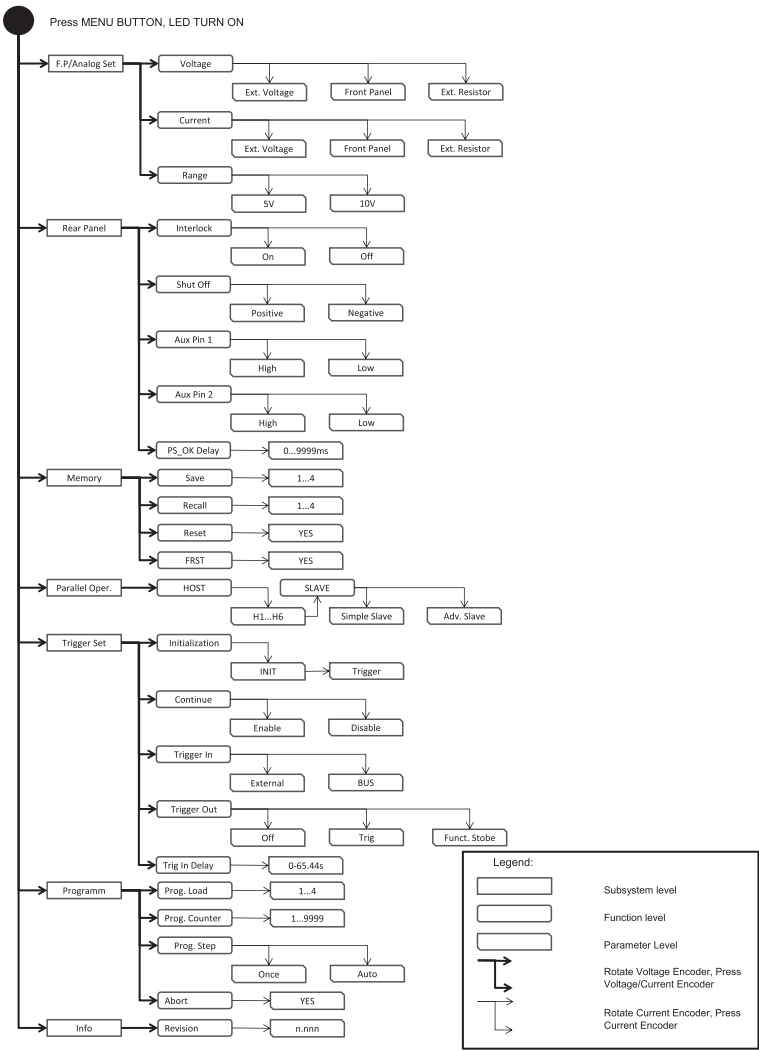 Press MENU BUTTON, LED TURN ON
F.P/Analog Set
Voltage
Ext. Voltage
Front Panel
Ext. Resistor
Current
Ext. Voltage
Front Panel
Ext. Resistor
Range
5V
10V
Rear Panel
Interlock
On
Off
Shut Off
Positive
Negative
Aux Pin 1
High
Low
Aux Pin 2
High
Low
PS_OK Delay
0...9999ms
Memory
Save
1...4
Recall
1...4
Reset
YES
FRST
YES
Parallel Oper.
HOST
SLAVE
H1...H6
Simple Slave
Adv. Slave
Trigger Set
Initialization
INIT
Trigger
Continue
Enable
Disable
Trigger In
External
BUS
Trigger Out
Off
Trig
Funct. Stobe
Trig In Delay
0-65.44s
Programm
Prog. Load
1...4
Prog. Counter
1...9999
Prog. Step
Once
Auto
Abort
YES
Info
Revision
n.nnn
Legend:
Subsystem level
Function level
Parameter Level
Rotate Voltage Encoder, Press
Voltage/Current Encoder
Rotate Current Encoder, Press
Current Encoder